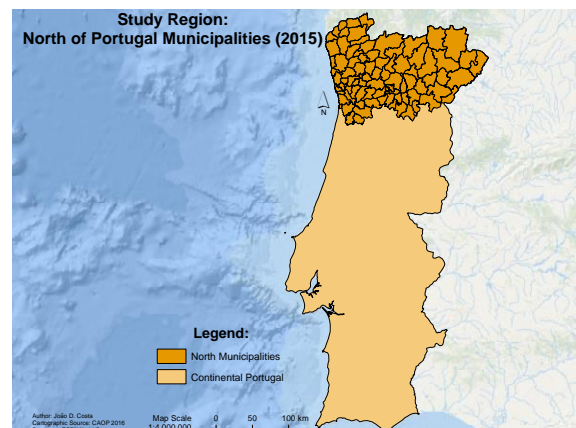 Study Region:
North of Portugal Municipalities (2015)
N
Legend:
North Municipalities
Continental Portugal
Author: João D. Costa
Cartographic Source: CAOP 2016
Map Scale
1:4.000.000
0 50 100 km